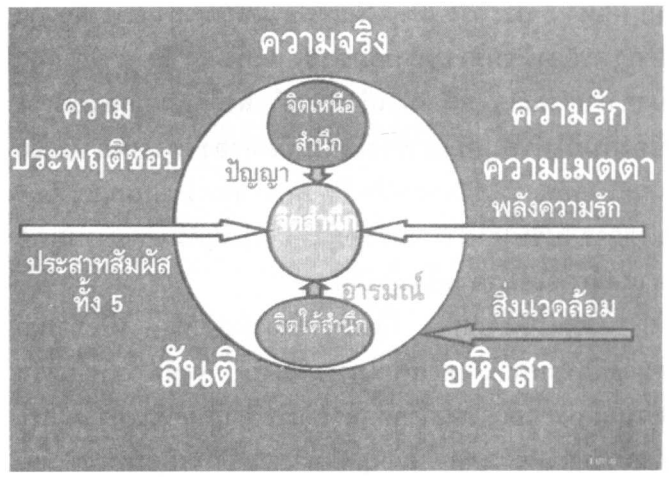 ความจริง
ความ
ประพฤติชอบ
จิตเหนือ
สำนึก
ปัญญา
ความรัก
ความเมตตา
พลังความรัก
จิตสำนึก
ประสาทสัมผัส
ทั้ง 5
อารมณ์
จิตใต้สำนึก
สิ่งแวดล้อม
สันติ
อหิงสา